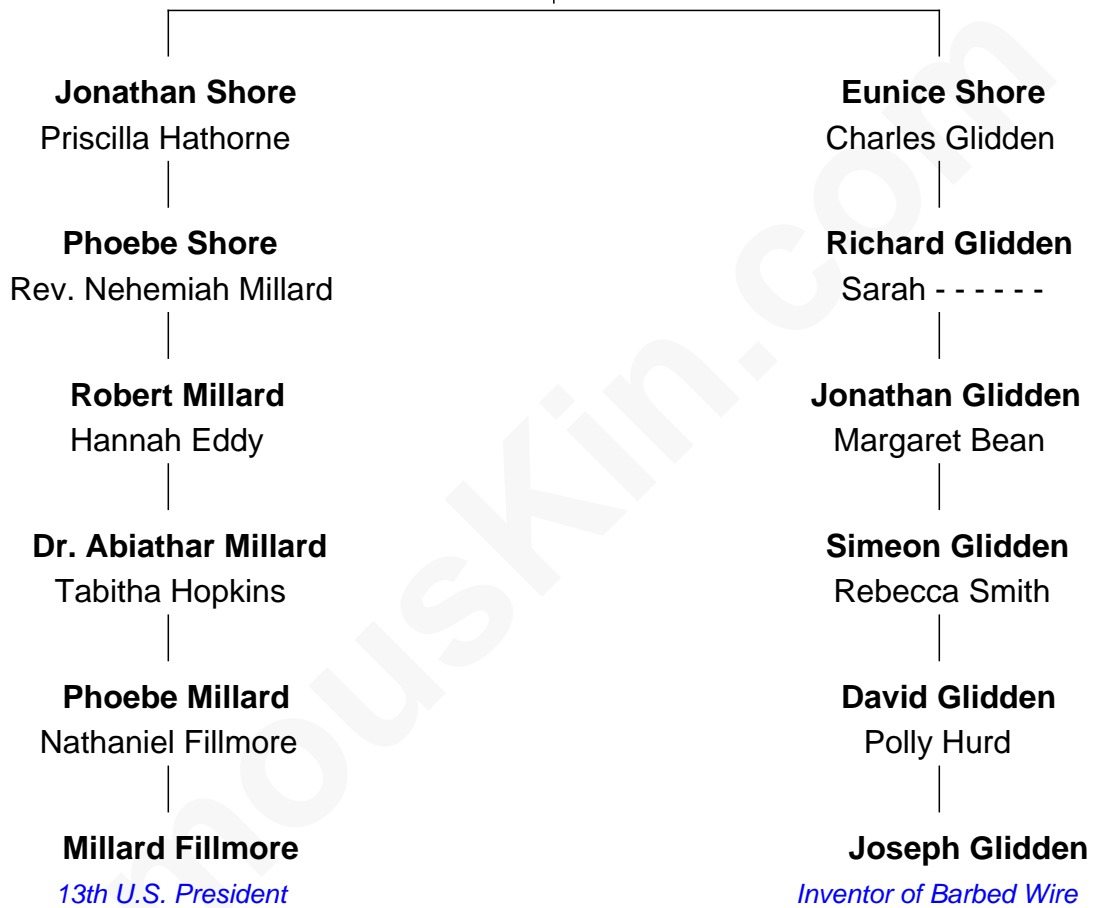 Jonathan Shore
Priscilla Hathorne
Eunice Shore
Charles Glidden
Phoebe Shore
Rev. Nehemiah Millard
Richard Glidden
Sarah - - - - - -
Robert Millard
Hannah Eddy
Jonathan Glidden
Margaret Bean
Dr. Abiathar Millard
Tabitha Hopkins
Simeon Glidden
Rebecca Smith
Phoebe Millard
Nathaniel Fillmore
David Glidden
Polly Hurd
Millard Fillmore
13th U.S. President
Joseph Glidden
Inventor of Barbed Wire
mousKin.com